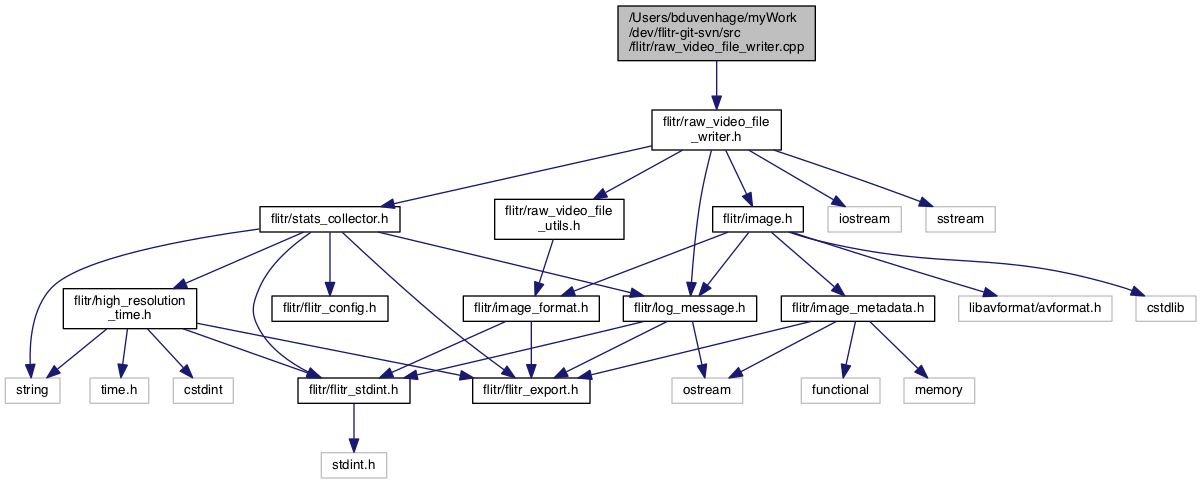 /Users/bduvenhage/myWork
/dev/flitr-git-svn/src
/flitr/raw_video_file_writer.cpp
flitr/raw_video_file
_writer.h
flitr/stats_collector.h
flitr/raw_video_file
_utils.h
flitr/image.h
iostream
sstream
flitr/high_resolution
_time.h
flitr/flitr_config.h
flitr/image_format.h
flitr/log_message.h
flitr/image_metadata.h
libavformat/avformat.h
cstdlib
string
time.h
cstdint
flitr/flitr_stdint.h
flitr/flitr_export.h
ostream
functional
memory
stdint.h